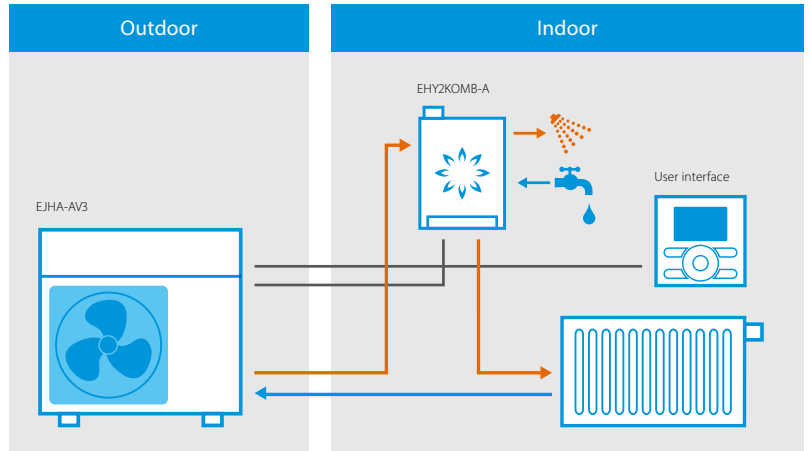 Outdoor
Indoor
EHY2KOMB-A
User interface
EJHA-AV3